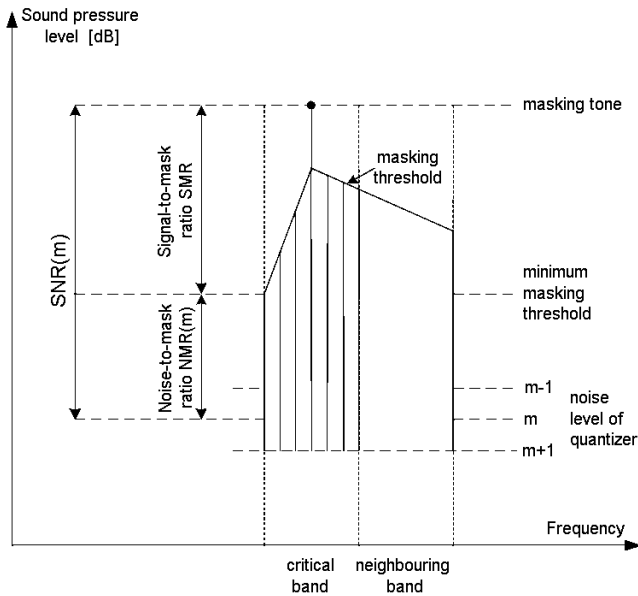 Sound pressure
level [dB]
masking tone
masking
threshold
Signal-to-mask
ratio SMR
SNR(m)
minimum
masking
threshold
Noise-to-mask
ratio NMR(m)
m-1
m
m+1
noise
level of
quantizer
Frequency
critical
band
neighbouring
band